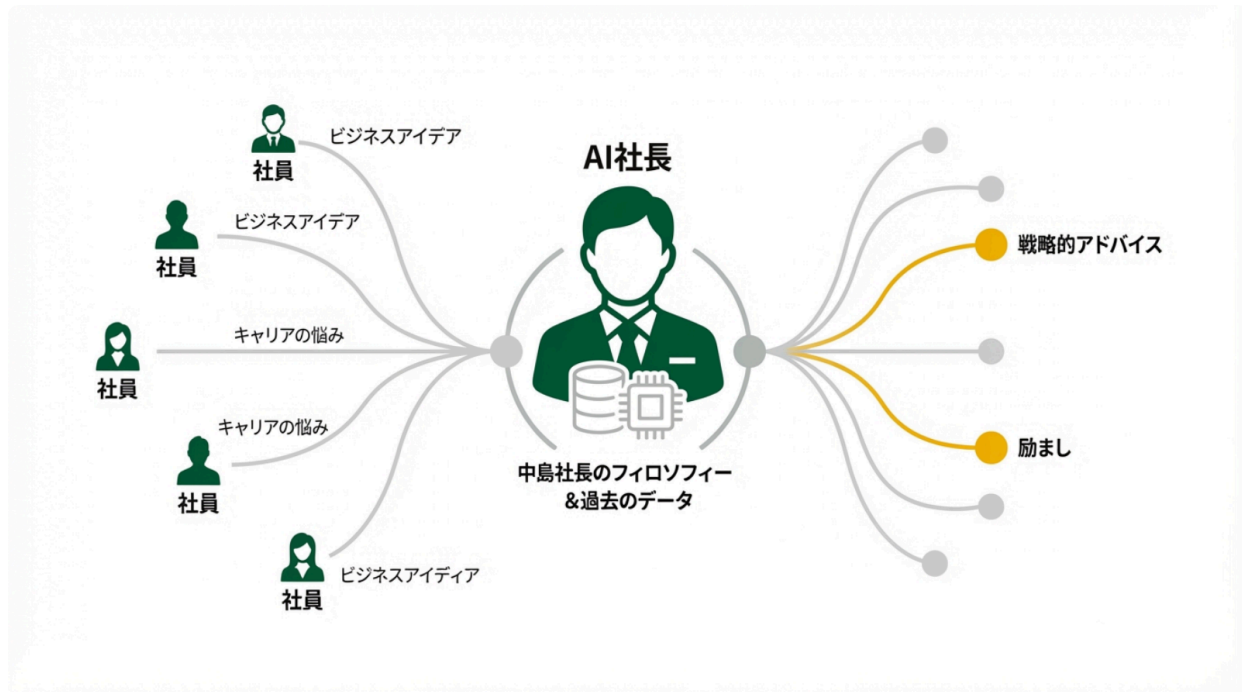 ビジネスアイデア
社員
ビジネスアイデア
社員
キャリアの悩み
社員
キャリアの悩み
社員
ビジネスアイディア
社員
AI社長
中島社長のフィロソフィー
&過去のデータ
戦略的アドバイス
励まし